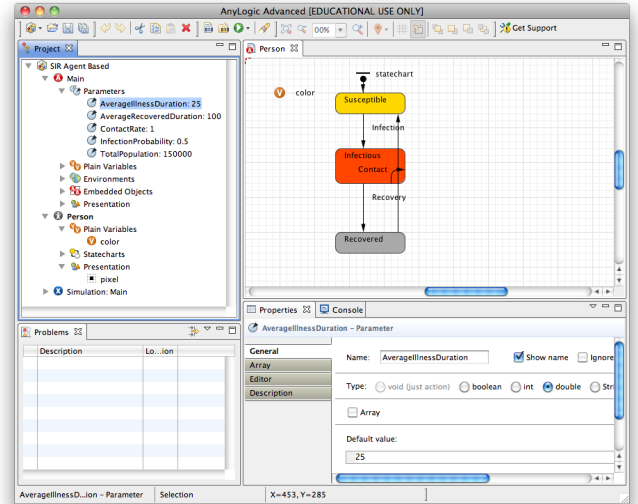 AnyLogic Advanced [EDUCATIONAL USE ONLY]
00%
Get Support
Project
SIR Agent Based
Main
Parameters
AverageIllnessDuration: 25
AverageRecoveredDuration: 100
ContactRate: 1
InfectionProbability: 0.5
TotalPopulation: 150000
Plain Variables
Environments
Embedded Objects
Presentation
Person
Plain Variables
color
Statecharts
Presentation
pixel
Simulation: Main
Person
statechart
color
Susceptible
Infection
Infectious
Contact
Recovery
Recovered
Problems
Description Lo...ion
Properties Console
AverageIllnessDuration - Parameter
General
Array
Editor
Description
Name: AverageIllnessDuration Show name Ignore
Type: void (just action) boolean int double Stri
Array
Default value:
25
AverageIllnessD...ion - Parameter Selection X=453, Y=285